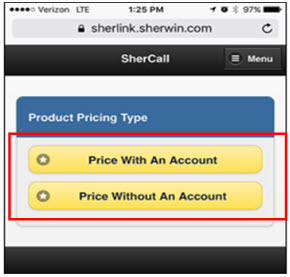 Verizon LTE 1:25 PM 97%
sherlink.sherwin.com
SherCall Menu
Product Pricing Type
Price With An Account
Price Without An Account